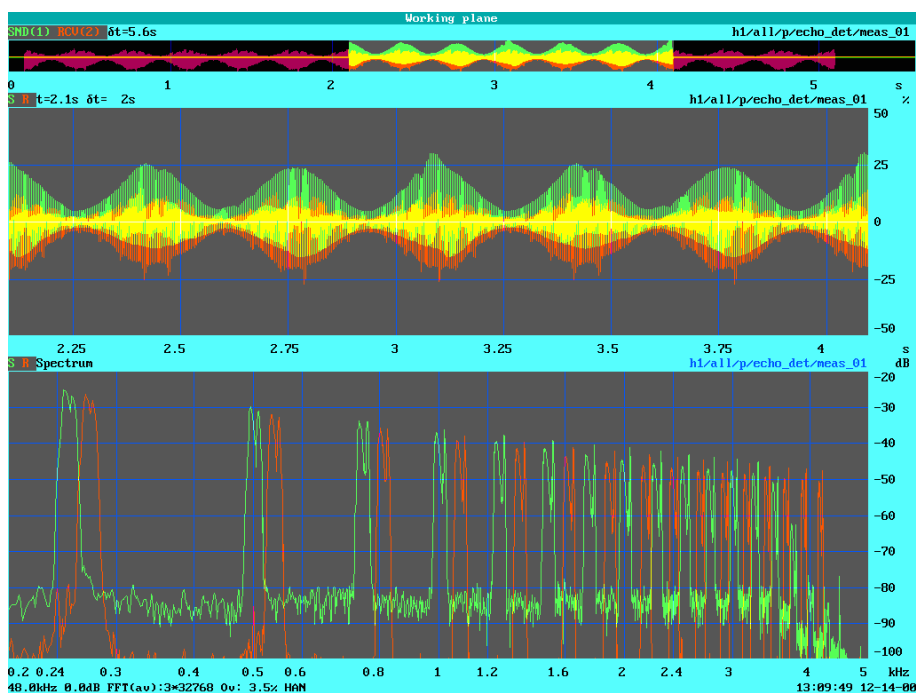 Working plane
SND(1) RCV(2) δt=5.6s h1/all/p/echo_det/meas_01
0 1 2 3 4 5 s
S R t=2.1s δt= 2s h1/all/p/echo_det/meas_01 %
50
25
0
-25
-50
2.25 2.5 2.75 3 3.25 3.5 3.75 4 s
S R Spectrum h1/all/p/echo_det/meas_01 dB
-20
-30
-40
-50
-60
-70
-80
-90
-100
0.2 0.24 0.3 0.4 0.5 0.6 0.8 1 1.2 1.6 2 2.4 3 4 5 kHz
48.0kHz 0.0dB FFT(av):3*32768 Ov: 3.5% HAN 13:09:49 12-14-00